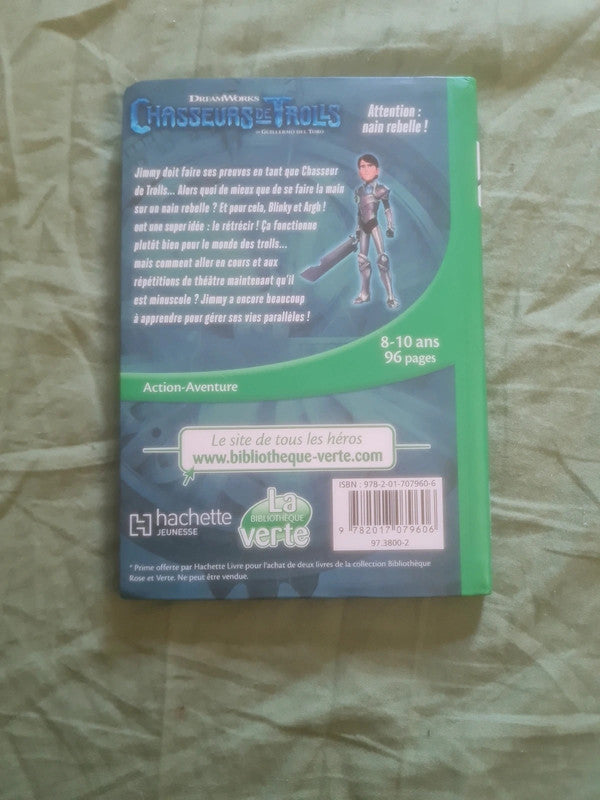 DREAMWORKS
CHASSEURS DE TROLLS
DE GUILLERMO DEL TORO
Attention :
nain rebelle !
Jimmy doit faire ses preuves en tant que Chasseur
de Trolls... Alors quoi de mieux que de se faire la main
sur un nain rebelle ? Et pour cela, Blinky et Argh !
ont une super idée : le rétrécir ! Ça fonctionne
plutôt bien pour le monde des trolls...
mais comment aller en cours et aux
répétitions de théâtre maintenant qu'il
est minuscule ? Jimmy a encore beaucoup
à apprendre pour gérer ses vies parallèles !
8-10 ans
96 pages
Action-Aventure
Le site de tous les héros
www.bibliotheque-verte.com
hachette
JEUNESSE
La
BIBLIOTHÈQUE
verte
ISBN : 978-2-01-707960-6
9 782017 079606
97.3800-2
* Prime offerte par Hachette Livre pour l'achat de deux livres de la collection Bibliothèque
Rose et Verte. Ne peut être vendue.